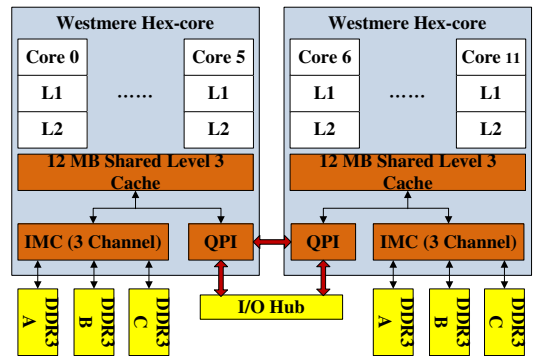 Westmere Hex-core
Core 0
Core 5
L1
......
L1
L2
L2
12 MB Shared Level 3
Cache
IMC (3 Channel)
QPI
DDR3
A
DDR3
B
DDR3
C
Westmere Hex-core
Core 6
Core 11
L1
......
L1
L2
L2
12 MB Shared Level 3
Cache
QPI
IMC (3 Channel)
I/O Hub
DDR3
A
DDR3
B
DDR3
C